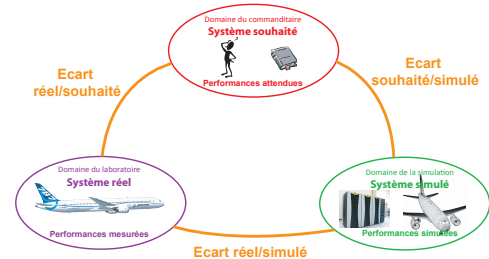 Domaine du commanditaire
Système souhaité
Performances attendues
Ecart
réel/souhaité
Ecart
souhaité/simulé
Domaine du laboratoire
Système réel
Performances mesurées
Domaine de la simulation
Système simulé
Performances simulées
Ecart réel/simulé